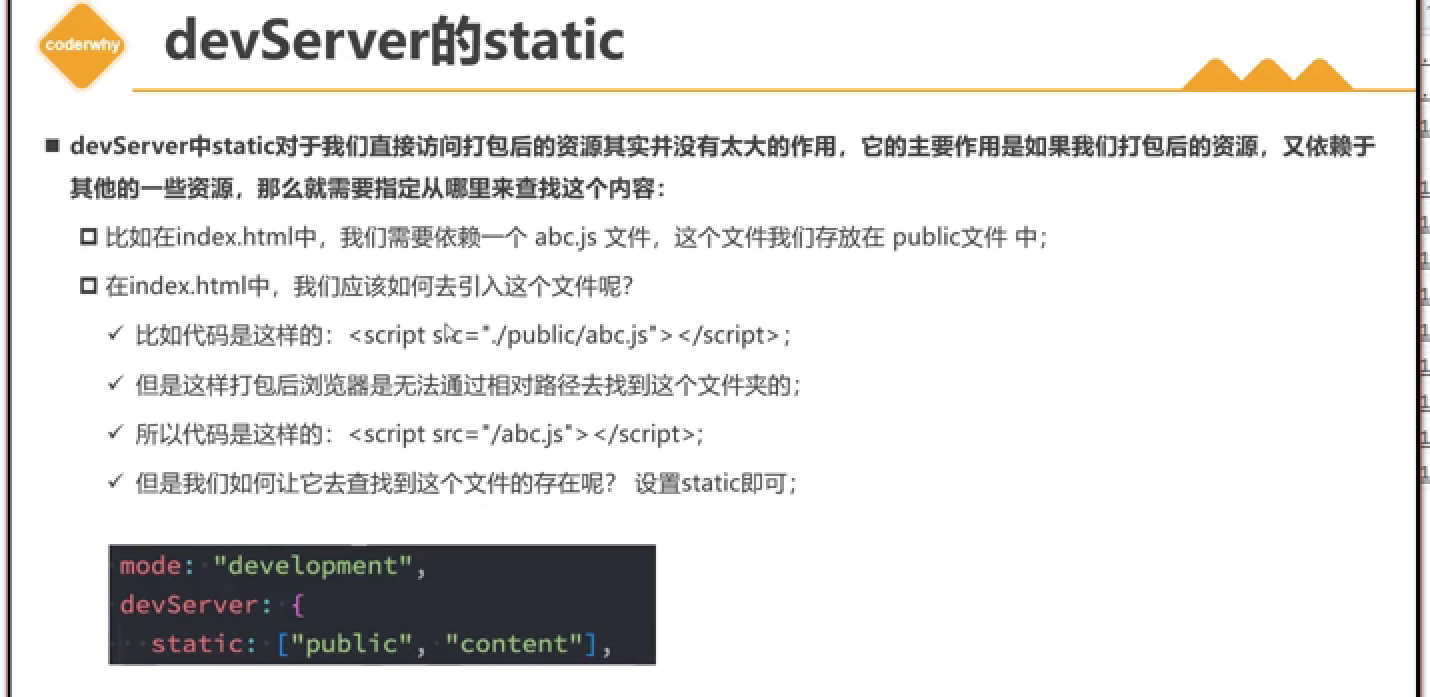 coderwhy
devServer的static
devServer中static对于我们直接访问打包后的资源其实并没有太大的作用，它的主要作用是如果我们打包后的资源，又依赖于
其他的一些资源，那么就需要指定从哪里来查找这个内容：
比如在index.html中，我们需要依赖一个 abc.js 文件，这个文件我们存放在 public文件 中；
在index.html中，我们应该如何去引入这个文件呢？
比如代码是这样的：<script src="./public/abc.js"></script>；
但是这样打包后浏览器是无法通过相对路径去找到这个文件夹的；
所以代码是这样的：<script src="/abc.js"></script>;
但是我们如何让它去查找到这个文件的存在呢？ 设置static即可；
mode: "development",
devServer: {
static: ["public", "content"],